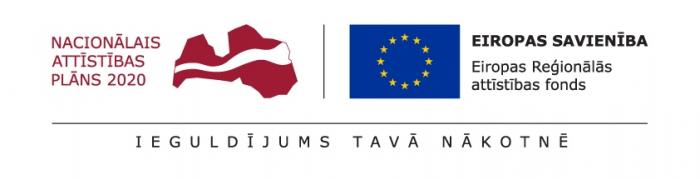 NACIONĀLAIS
ATTĪSTĪBAS
PLĀNS 2020
EIROPAS SAVIENĪBA
Eiropas Reģionālās
attīstības fonds
IEGULDĪJUMS TAVĀ NĀKOTNĒ